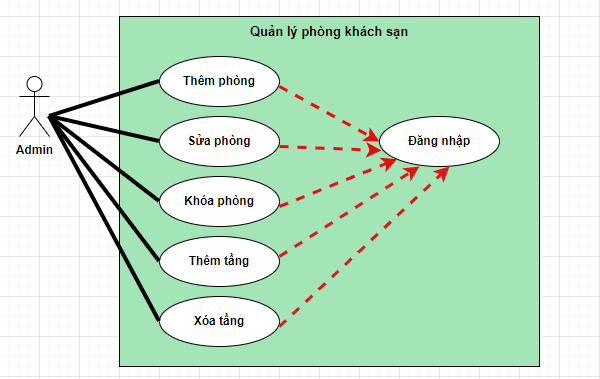 Quản lý phòng khách sạn
Thêm phòng
Sửa phòng
Đăng nhập
Admin
Khóa phòng
Thêm tầng
Xóa tầng